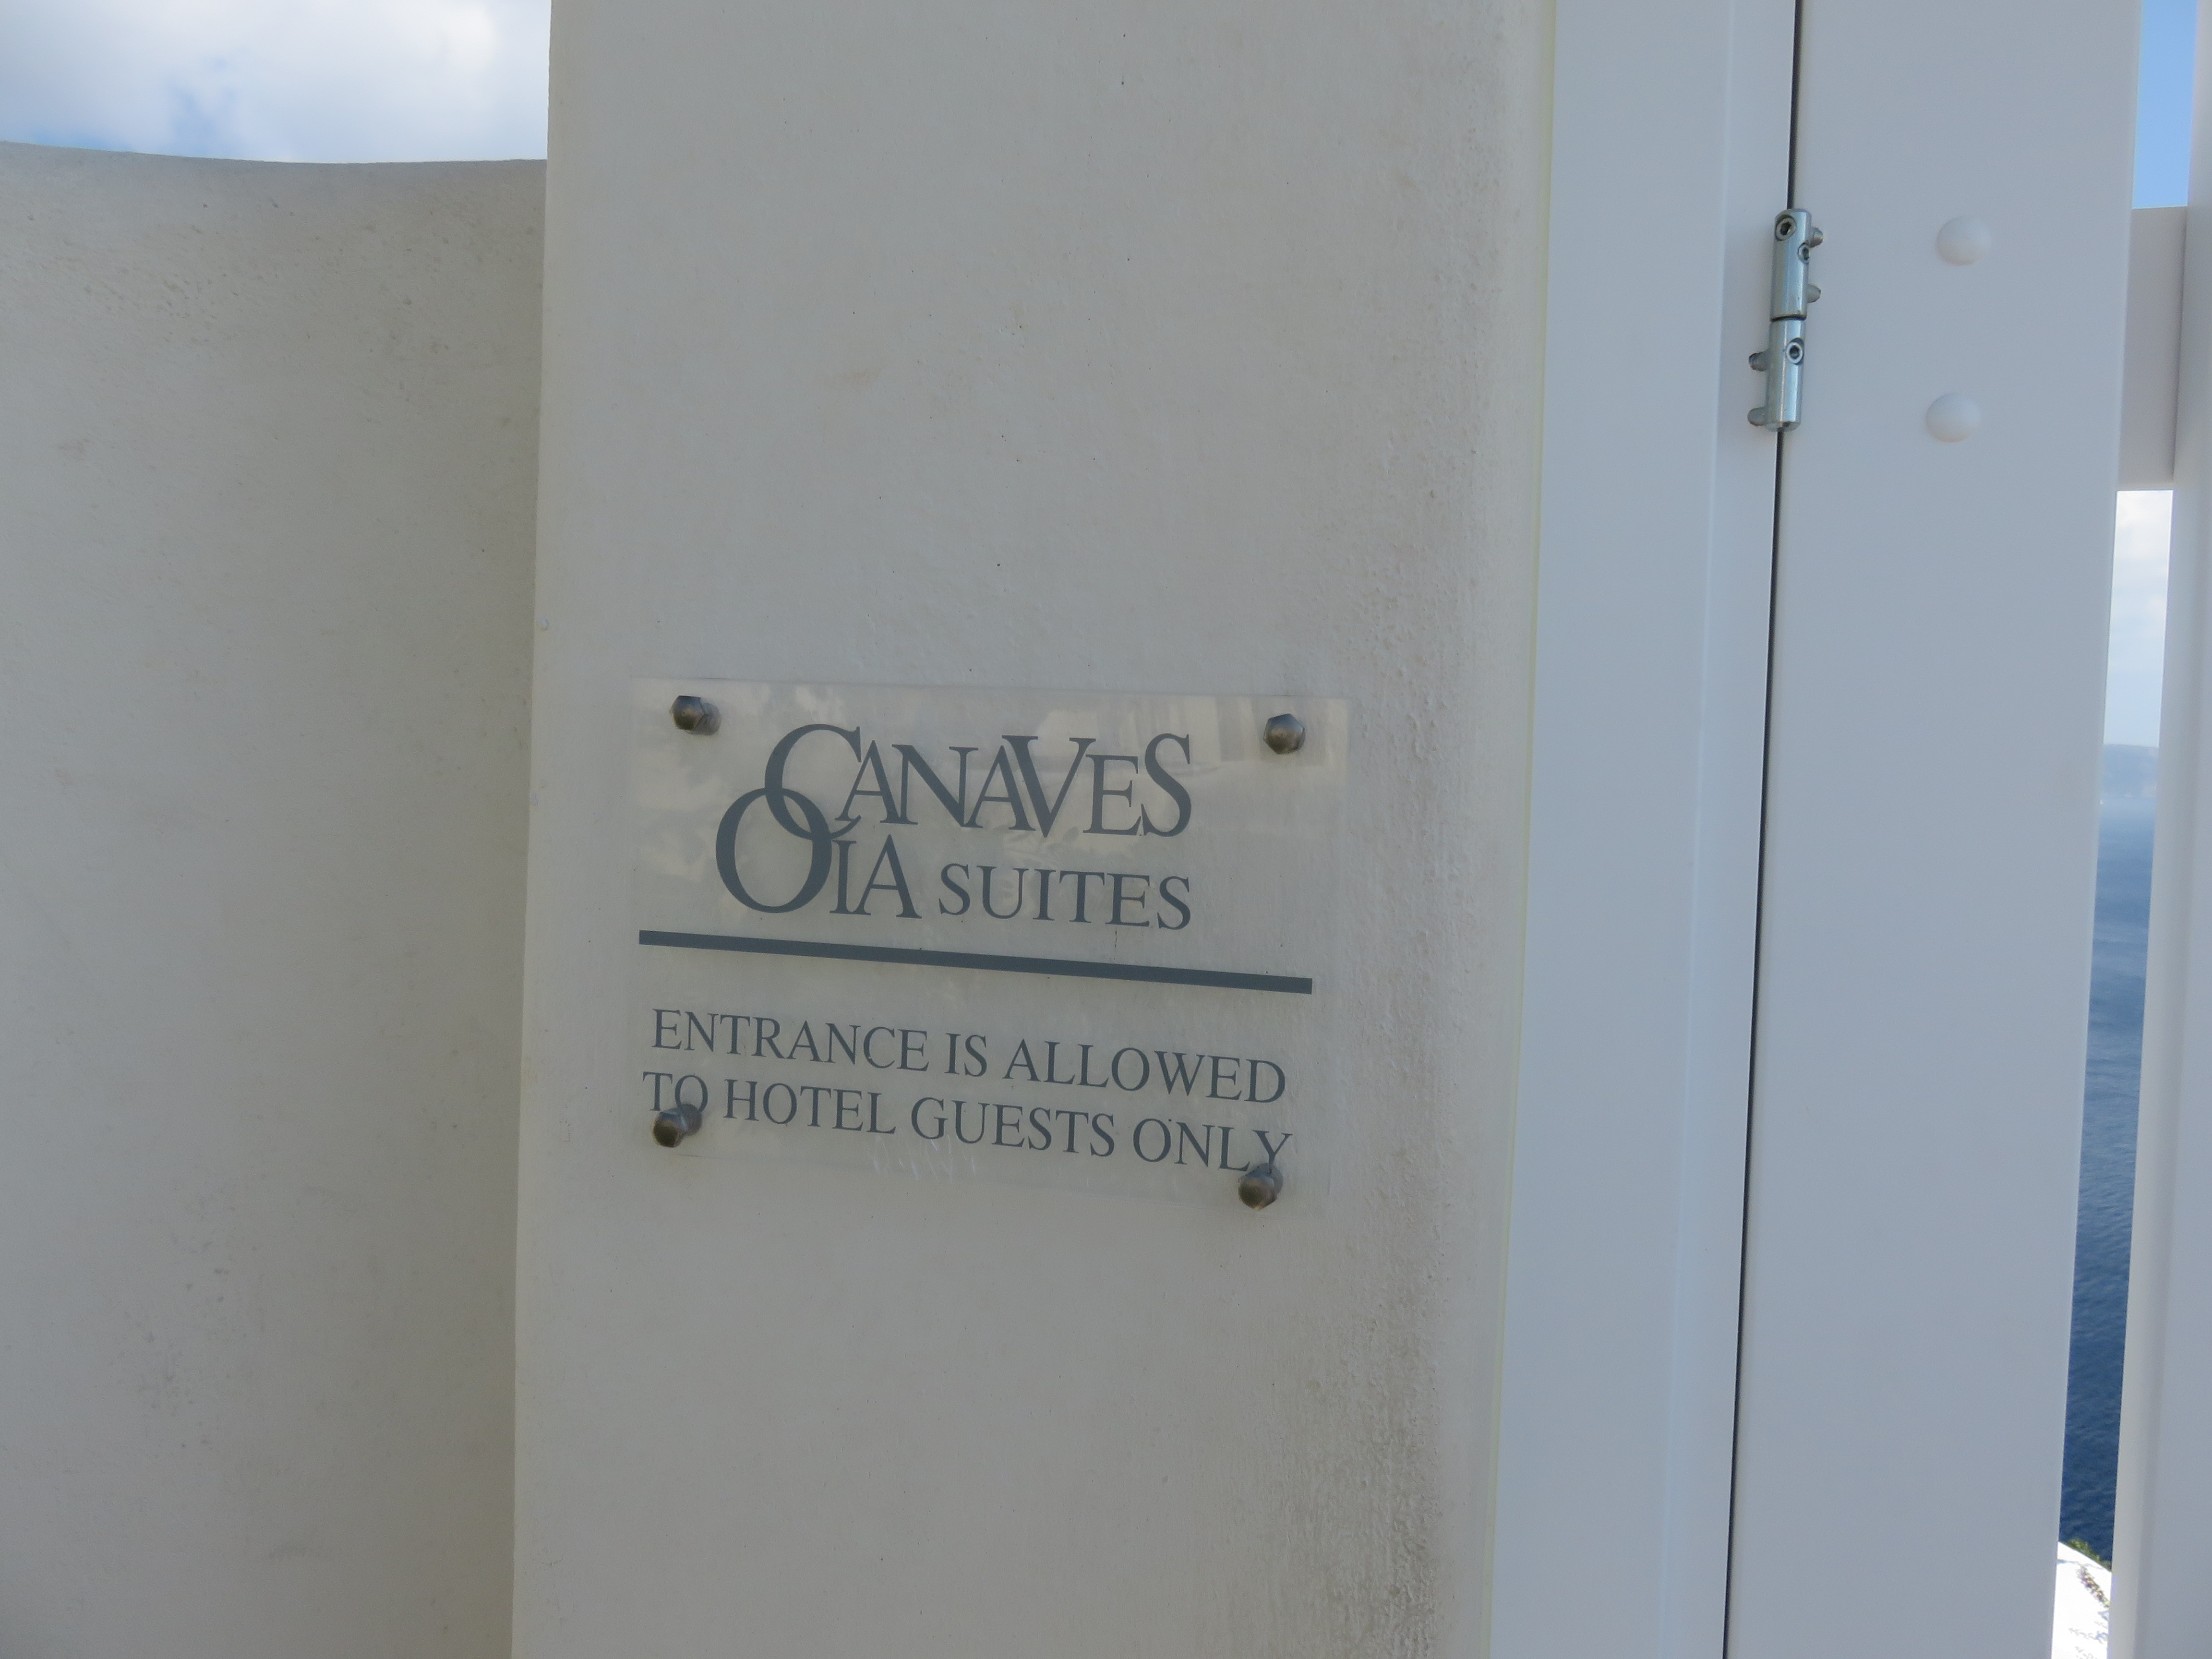 CANAVES
OIA SUITES
ENTRANCE IS ALLOWED
TO HOTEL GUESTS ONLY